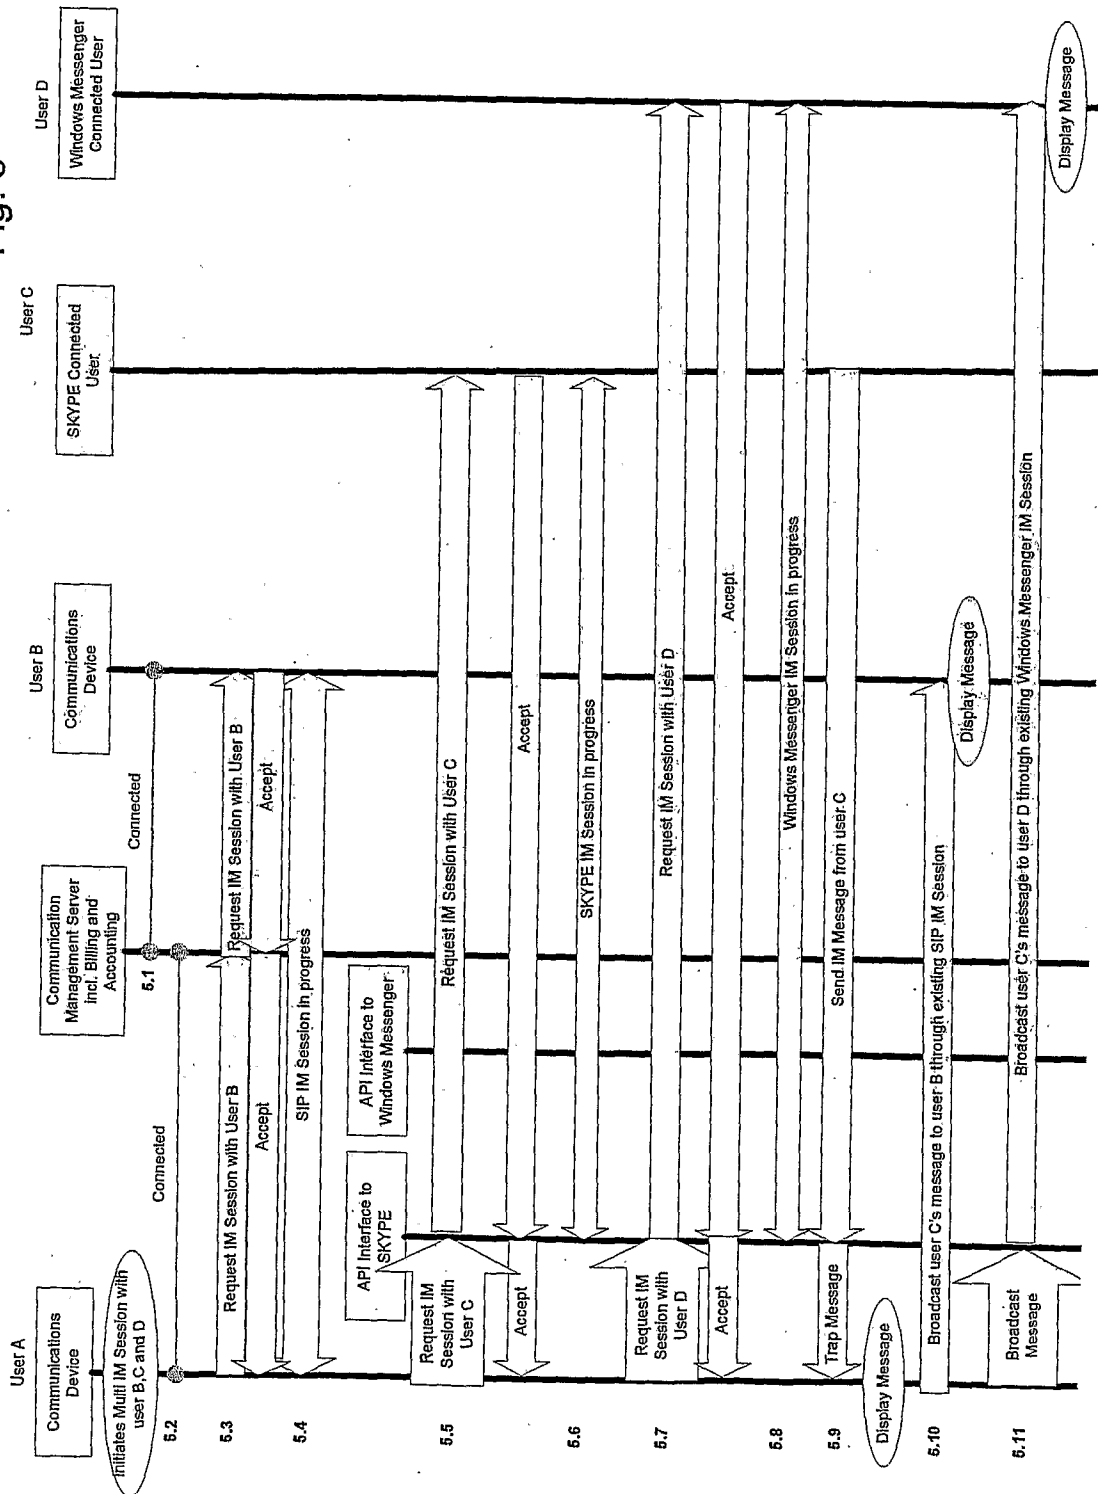 Fig. 5
User A
Communications
Device
Initiates Multi IM Session with
user B,C and D
Communication
Management Server
incl. Billing and
Accounting
User B
Communications
Device
User C
SKYPE Connected
User
User D
Windows Messenger
Connected User
5.1
Connected
5.2
Connected
5.3
Request IM Session with User B
Request IM Session with User B
Accept
Accept
5.4
SIP IM Session in progress
API Interface to
SKYPE
API Interface to
Windows Messenger
5.5
Request IM
Session with
User C
Request IM Session with User C
Accept
Accept
5.6
SKYPE IM Session in progress
5.7
Request IM
Session with
User D
Request IM Session with User D
Accept
Accept
5.8
Windows Messenger IM Session in progress
5.9
Trap Message
Send IM Message from user C
Display Message
5.10
Broadcast user C's message to user B through existing SIP IM Session
Display Message
5.11
Broadcast
Message
Broadcast user C's message to user D through existing Windows Messenger IM Session
Display Message